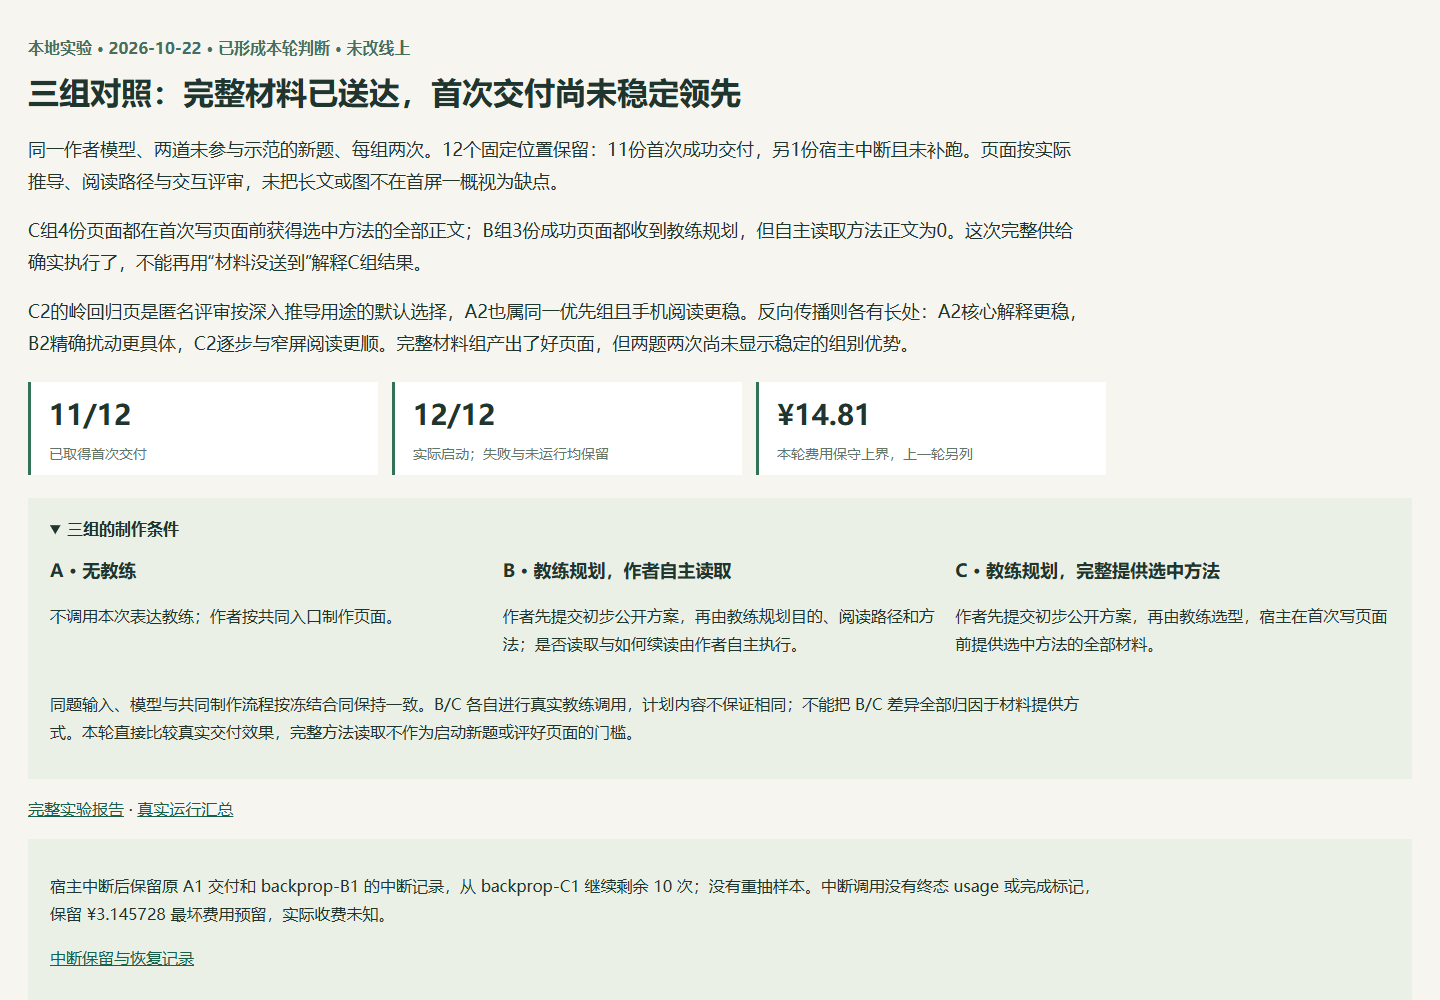 本地实验 • 2026-10-22 • 已形成本轮判断 • 未改线上
三组对照：完整材料已送达，首次交付尚未稳定领先
同一作者模型、两道未参与示范的新题、每组两次。12个固定位置保留：11份首次成功交付，另1份宿主中断且未补跑。页面按实际
推导、阅读路径与交互评审，未把长文或图不在首屏一概视为缺点。
C组4份页面都在首次写页面前获得选中方法的全部正文；B组3份成功页面都收到教练规划，但自主读取方法正文为0。这次完整供给
确实执行了，不能再用“材料没送到”解释C组结果。
C2的岭回归页是匿名评审按深入推导用途的默认选择，A2也属同一优先组且手机阅读更稳。反向传播则各有长处：A2核心解释更稳，
B2精确扰动更具体，C2逐步与窄屏阅读更顺。完整材料组产出了好页面，但两题两次尚未显示稳定的组别优势。
11/12
已取得首次交付
12/12
实际启动；失败与未运行均保留
¥14.81
本轮费用保守上界，上一轮另列
▼ 三组的制作条件
A • 无教练
不调用本次表达教练；作者按共同入口制作页面。
B • 教练规划，作者自主读取
作者先提交初步公开方案，再由教练规划目的、阅读路径和方
法；是否读取与如何续读由作者自主执行。
C • 教练规划，完整提供选中方法
作者先提交初步公开方案，再由教练选型，宿主在首次写页面
前提供选中方法的全部材料。
同题输入、模型与共同制作流程按冻结合同保持一致。B/C 各自进行真实教练调用，计划内容不保证相同；不能把 B/C 差异全部归因于材料提供方
式。本轮直接比较真实交付效果，完整方法读取不作为启动新题或评好页面的门槛。
完整实验报告 · 真实运行汇总
宿主中断后保留原 A1 交付和 backprop-B1 的中断记录，从 backprop-C1 继续剩余 10 次；没有重抽样本。中断调用没有终态 usage 或完成标记，
保留 ¥3.145728 最坏费用预留，实际收费未知。
中断保留与恢复记录